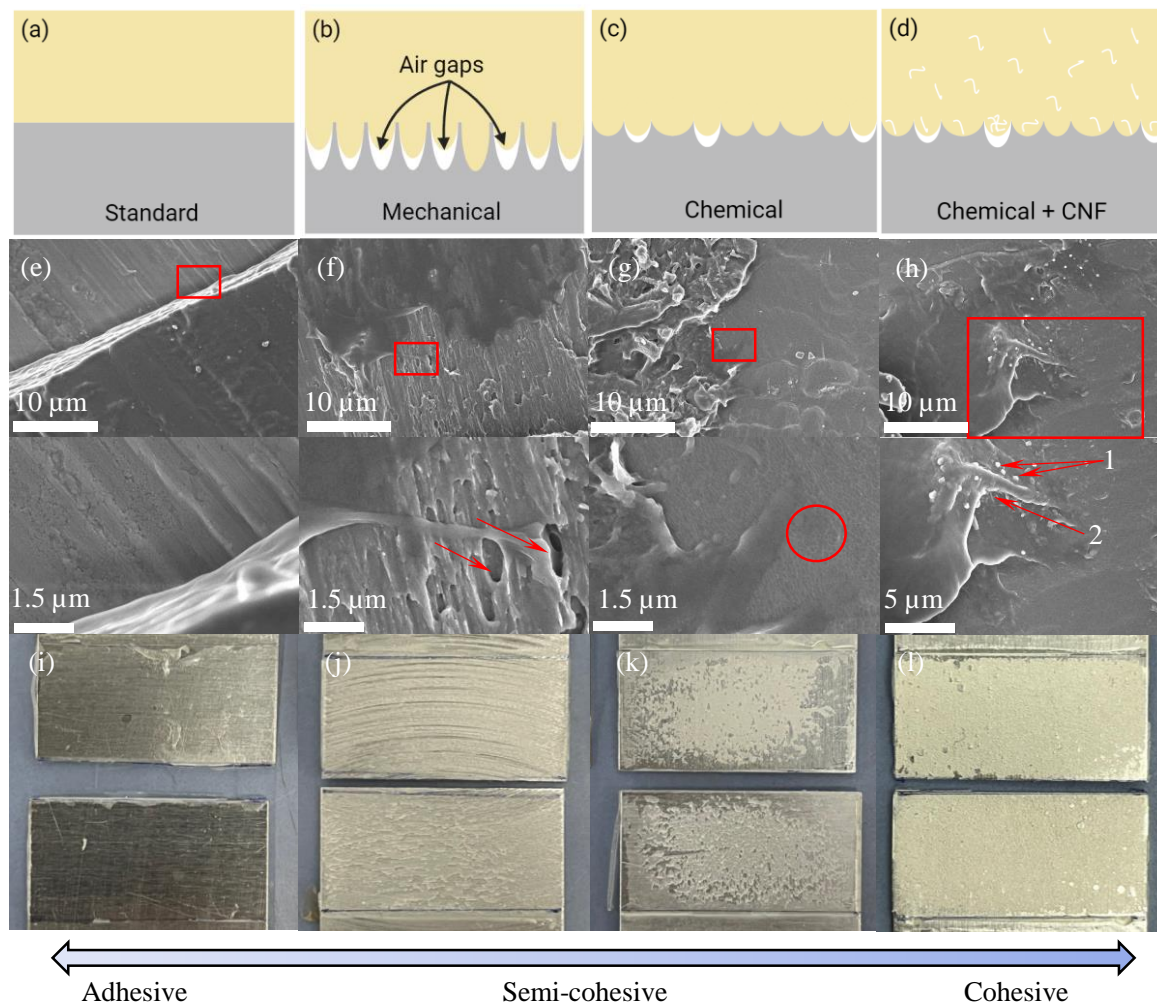 (a)
(b)
(c)
(d)
Air gaps
Standard
Mechanical
Chemical
Chemical + CNF
(e)
(f)
(g)
(h)
10 µm
10 µm
10 µm
10 µm
1
2
1.5 µm
1.5 µm
1.5 µm
5 µm
(i)
(j)
(k)
(l)
Adhesive
Semi-cohesive
Cohesive